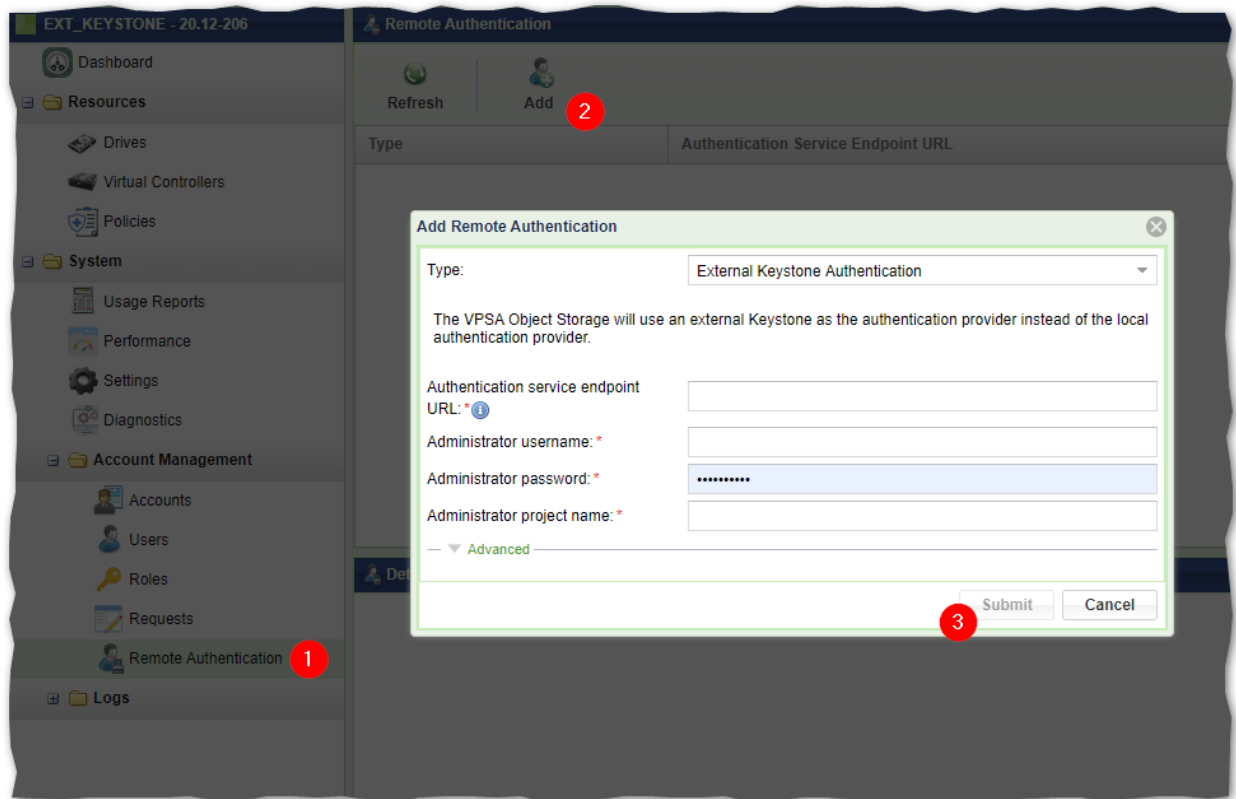 EXT_KEYSTONE - 20.12-206
Dashboard
Resources
Drives
Virtual Controllers
Policies
System
Usage Reports
Performance
Settings
Diagnostics
Account Management
Accounts
Users
Roles
Requests
Remote Authentication
1
Logs
Remote Authentication
Refresh
Add
2
Type
Authentication Service Endpoint URL
Add Remote Authentication
Type:
External Keystone Authentication
The VPSA Object Storage will use an external Keystone as the authentication provider instead of the local
authentication provider.
Authentication service endpoint
URL:*
Administrator username:*
Administrator password:*
••••••••••
Administrator project name:*
Advanced
3
Submit
Cancel
Det